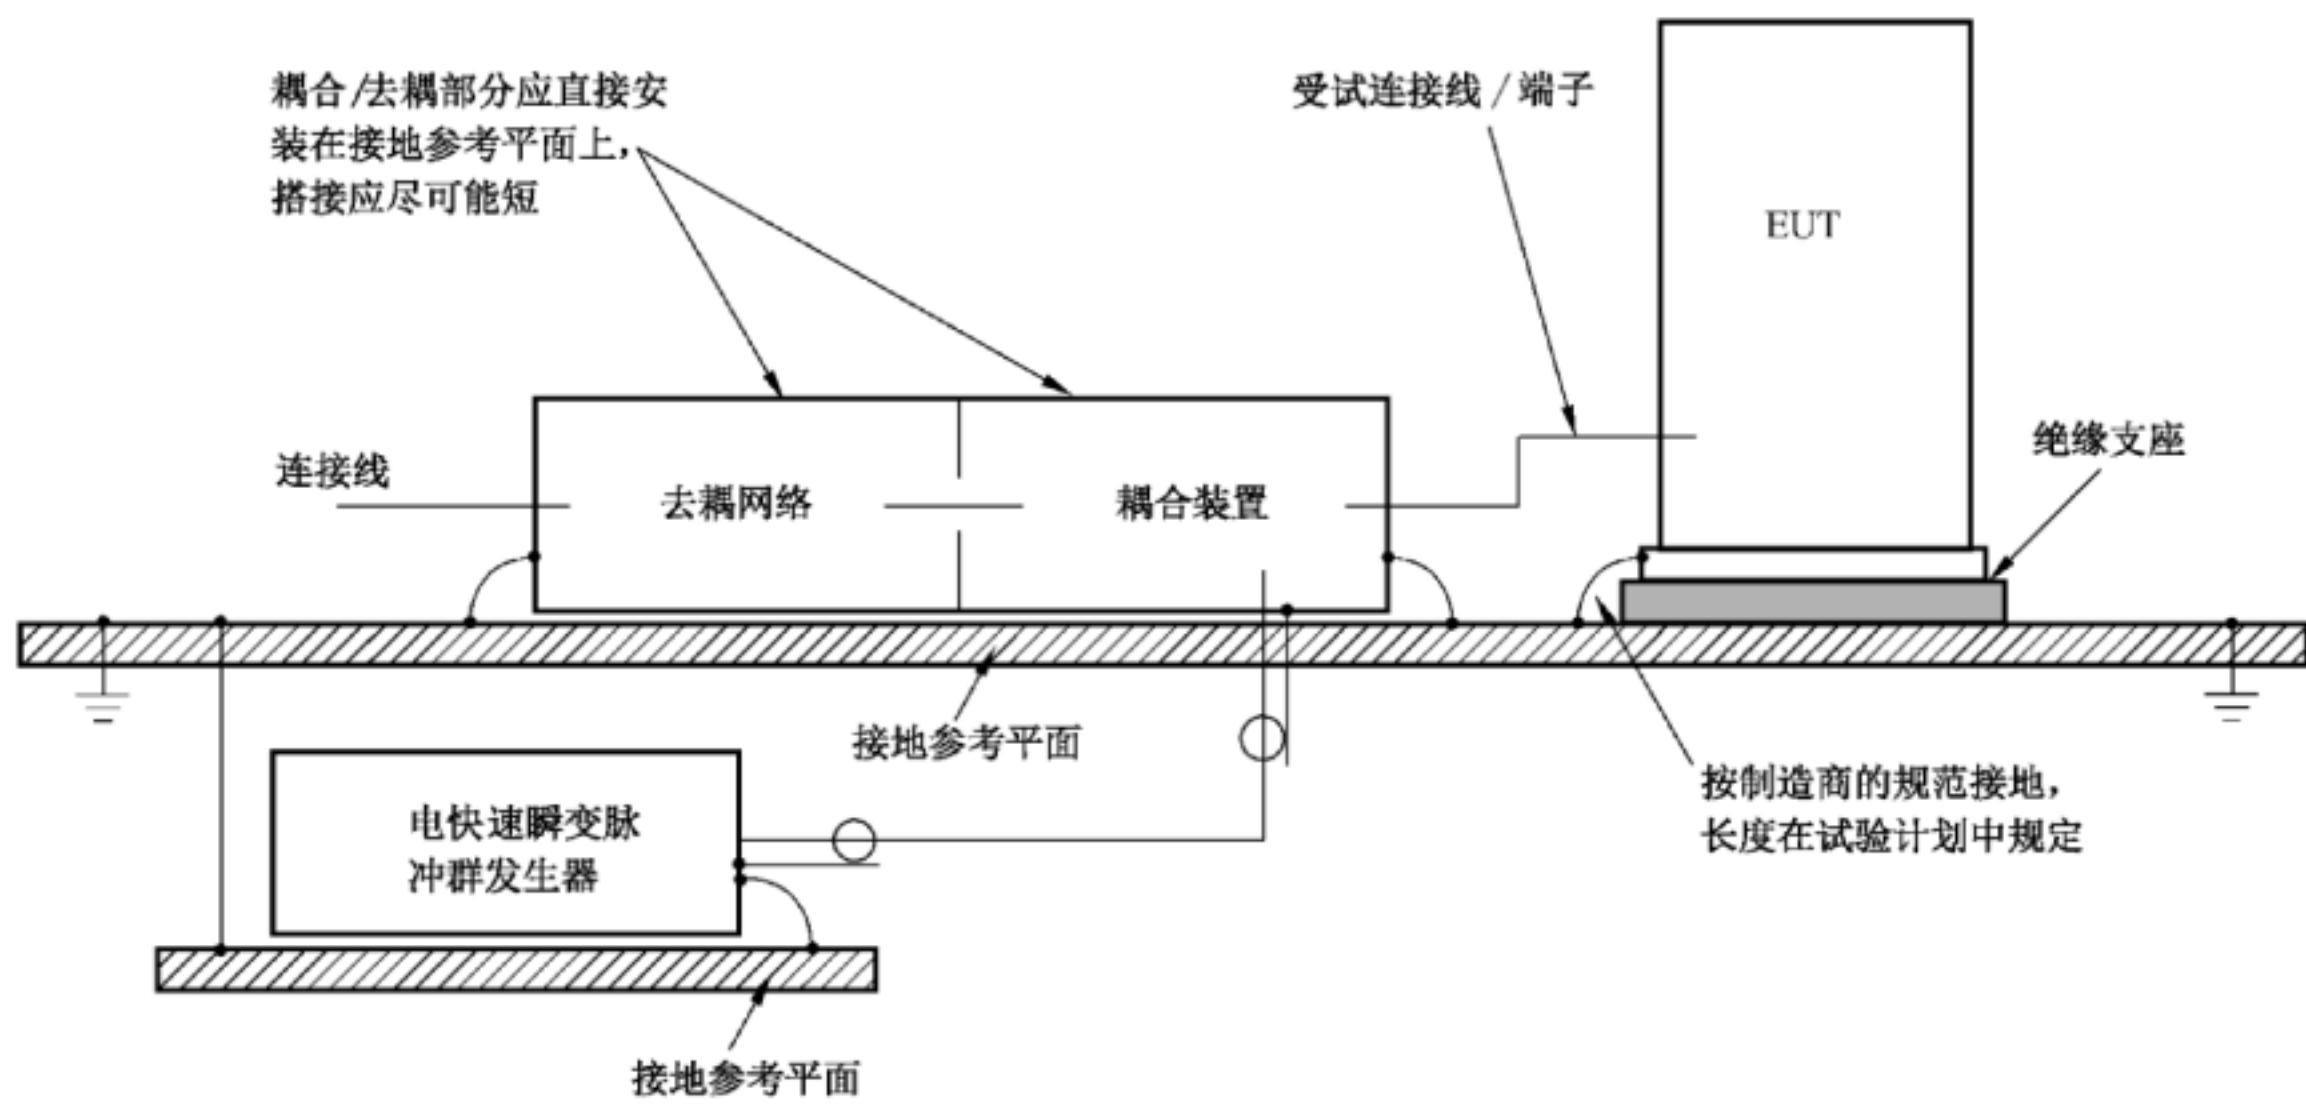 耦合/去耦部分应直接安
装在接地参考平面上，
搭接应尽可能短
受试连接线/端子
EUT
绝缘支座
连接线
去耦网络
耦合装置
接地参考平面
按制造商的规范接地，
长度在试验计划中规定
电快速瞬变脉
冲群发生器
接地参考平面